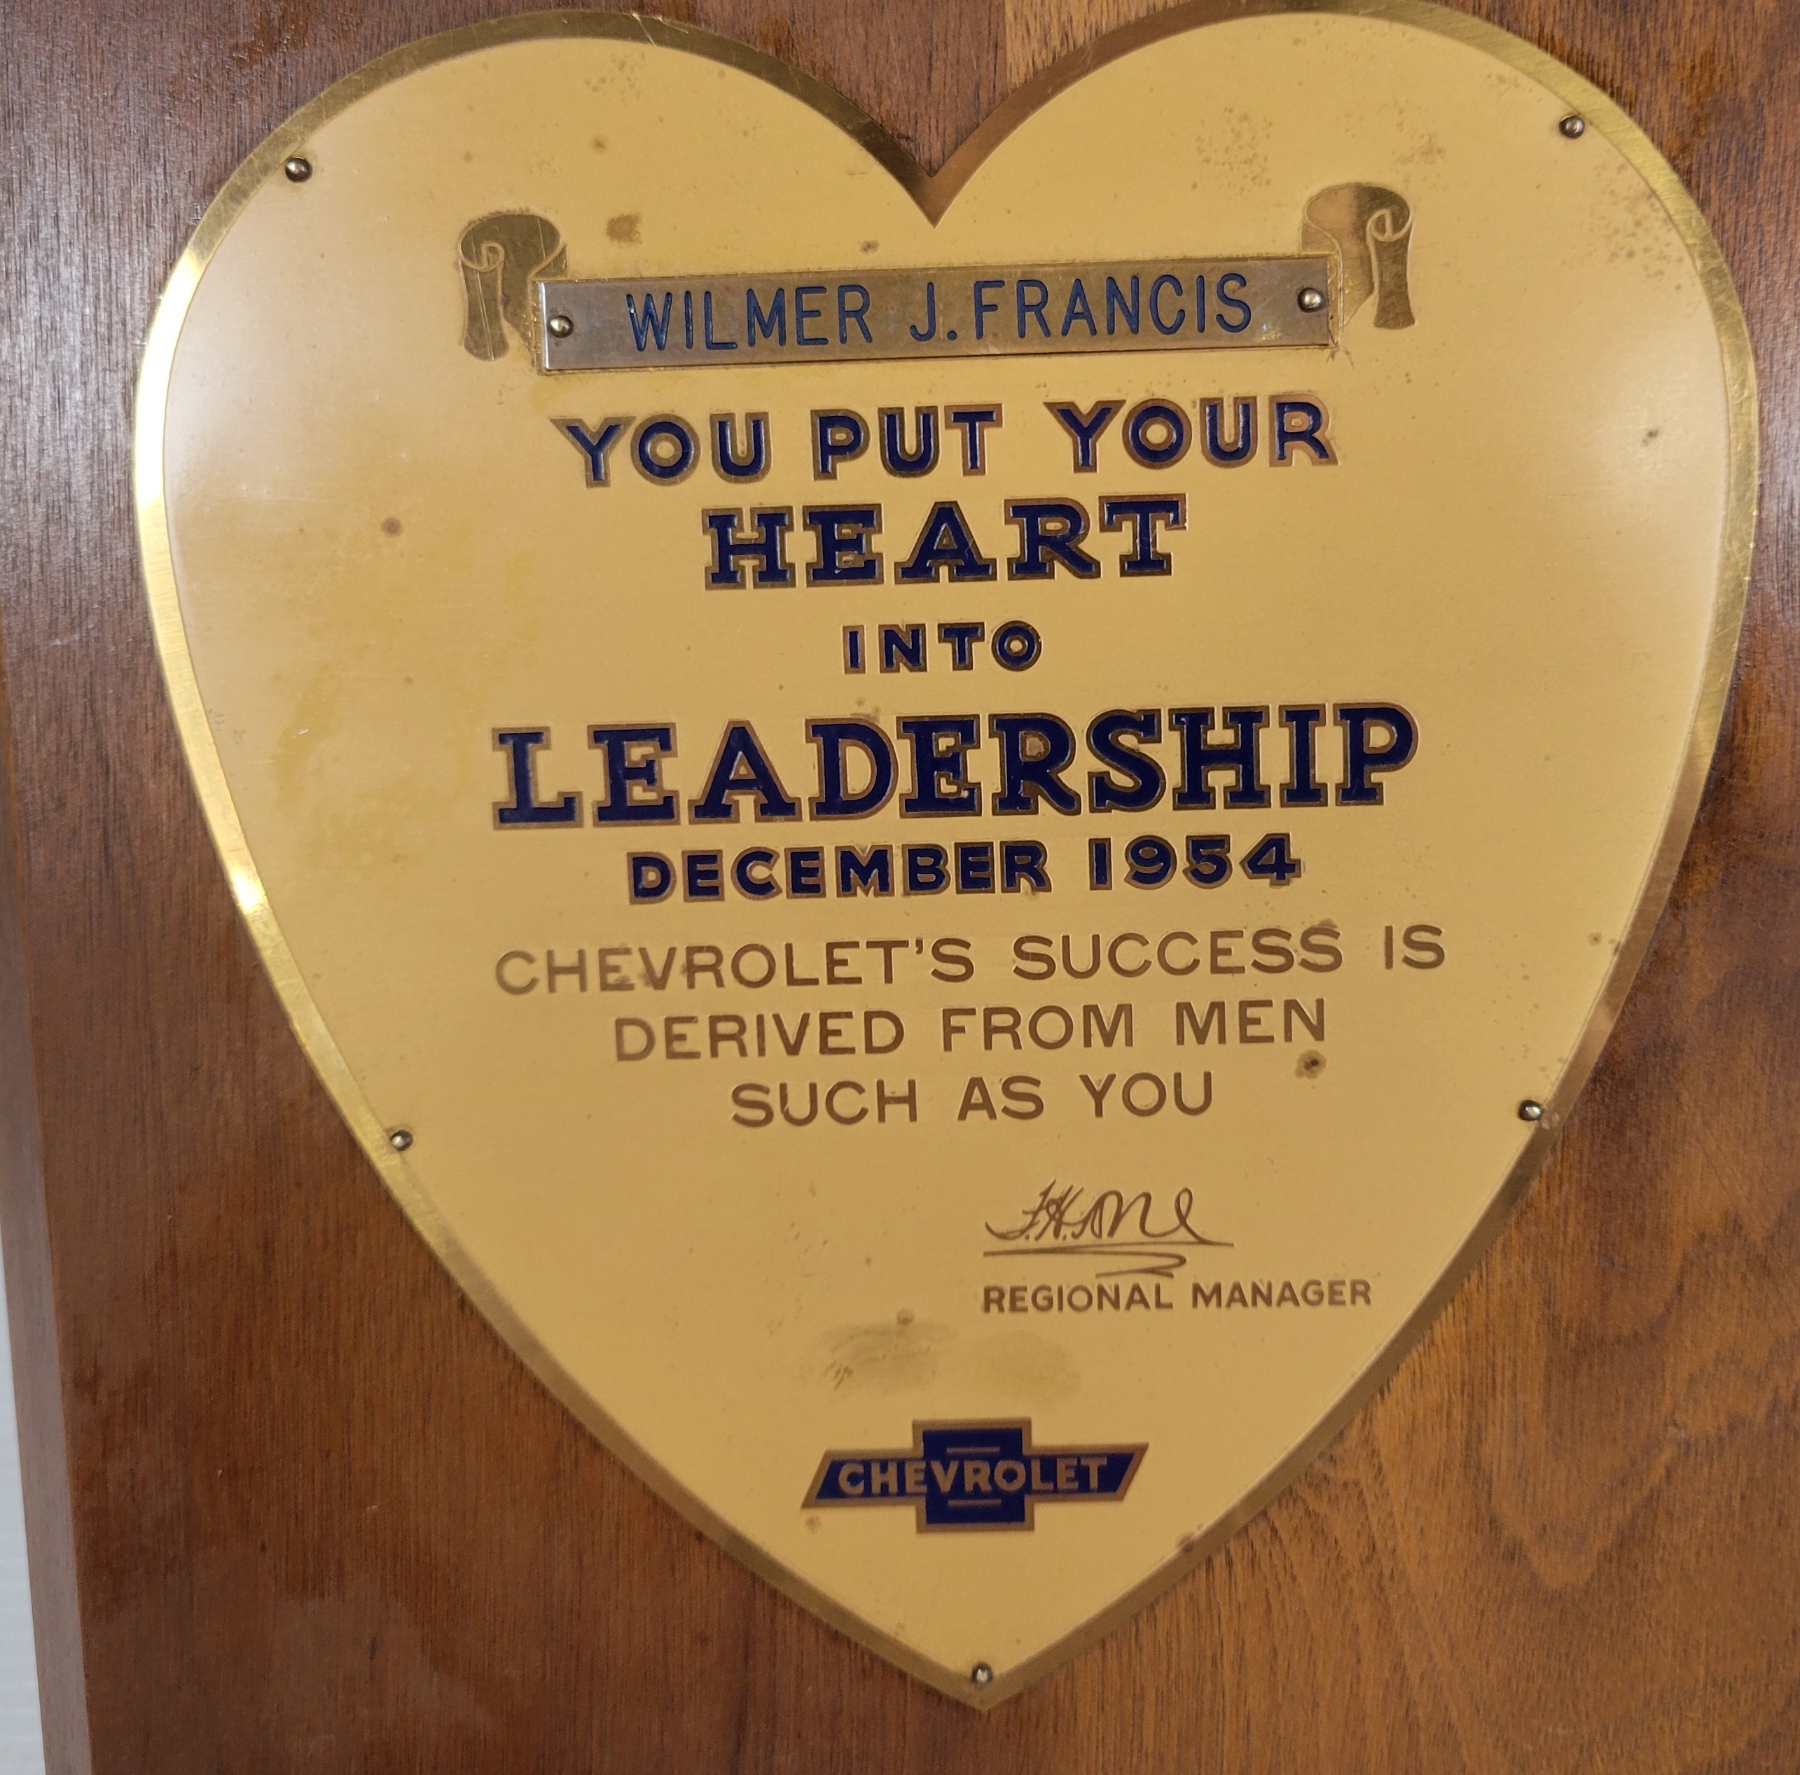 WILMER J. FRANCIS
YOU PUT YOUR
HEART
INTO
LEADERSHIP
DECEMBER 1954
CHEVROLET'S SUCCESS IS
DERIVED FROM MEN
SUCH AS YOU
REGIONAL MANAGER
CHEVROLET